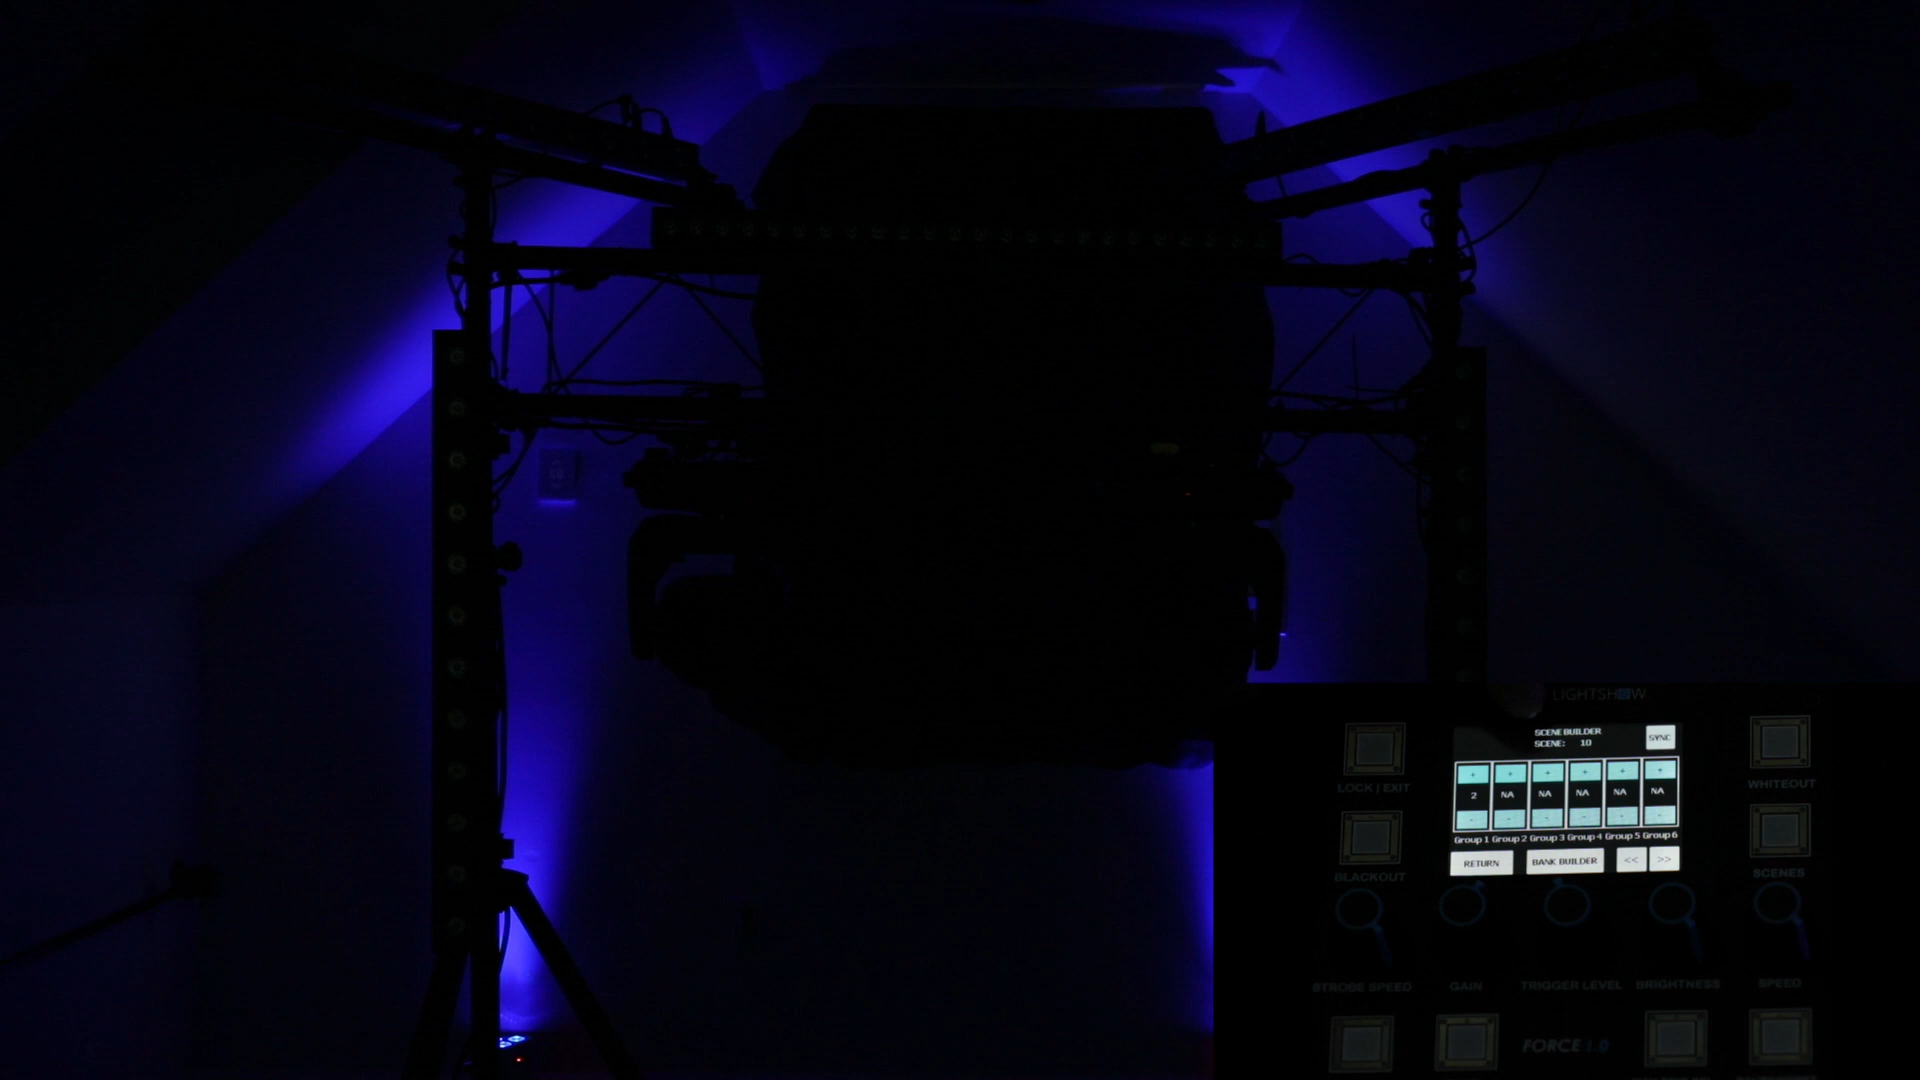 LIGHTSHOW
SCENE BUILDER
SCENE: 10
SYNC
+ + + + + +
2 NA NA NA NA NA
- - - - - -
Group 1 Group 2 Group 3 Group 4 Group 5 Group 6
RETURN BANK BUILDER << >>
LOCK | EXIT
WHITEOUT
BLACKOUT
SCENES
STROBE SPEED GAIN TRIGGER LEVEL BRIGHTNESS SPEED
FORCE 1.0